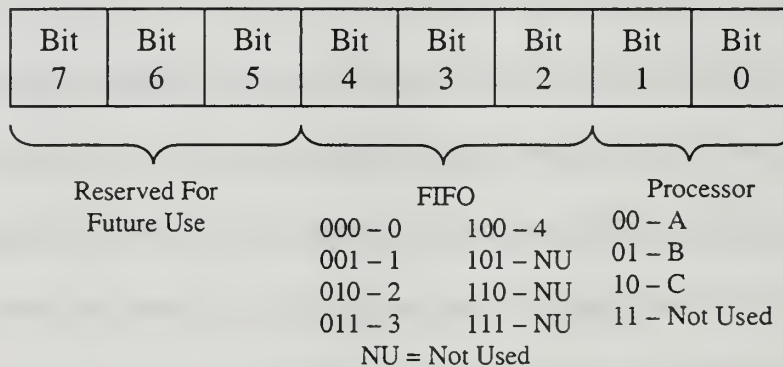 Bit Bit Bit Bit Bit Bit Bit Bit
7 6 5 4 3 2 1 0
Reserved For
Future Use
FIFO
000 – 0 100 – 4
001 – 1 101 – NU
010 – 2 110 – NU
011 – 3 111 – NU
NU = Not Used
Processor
00 – A
01 – B
10 – C
11 – Not Used